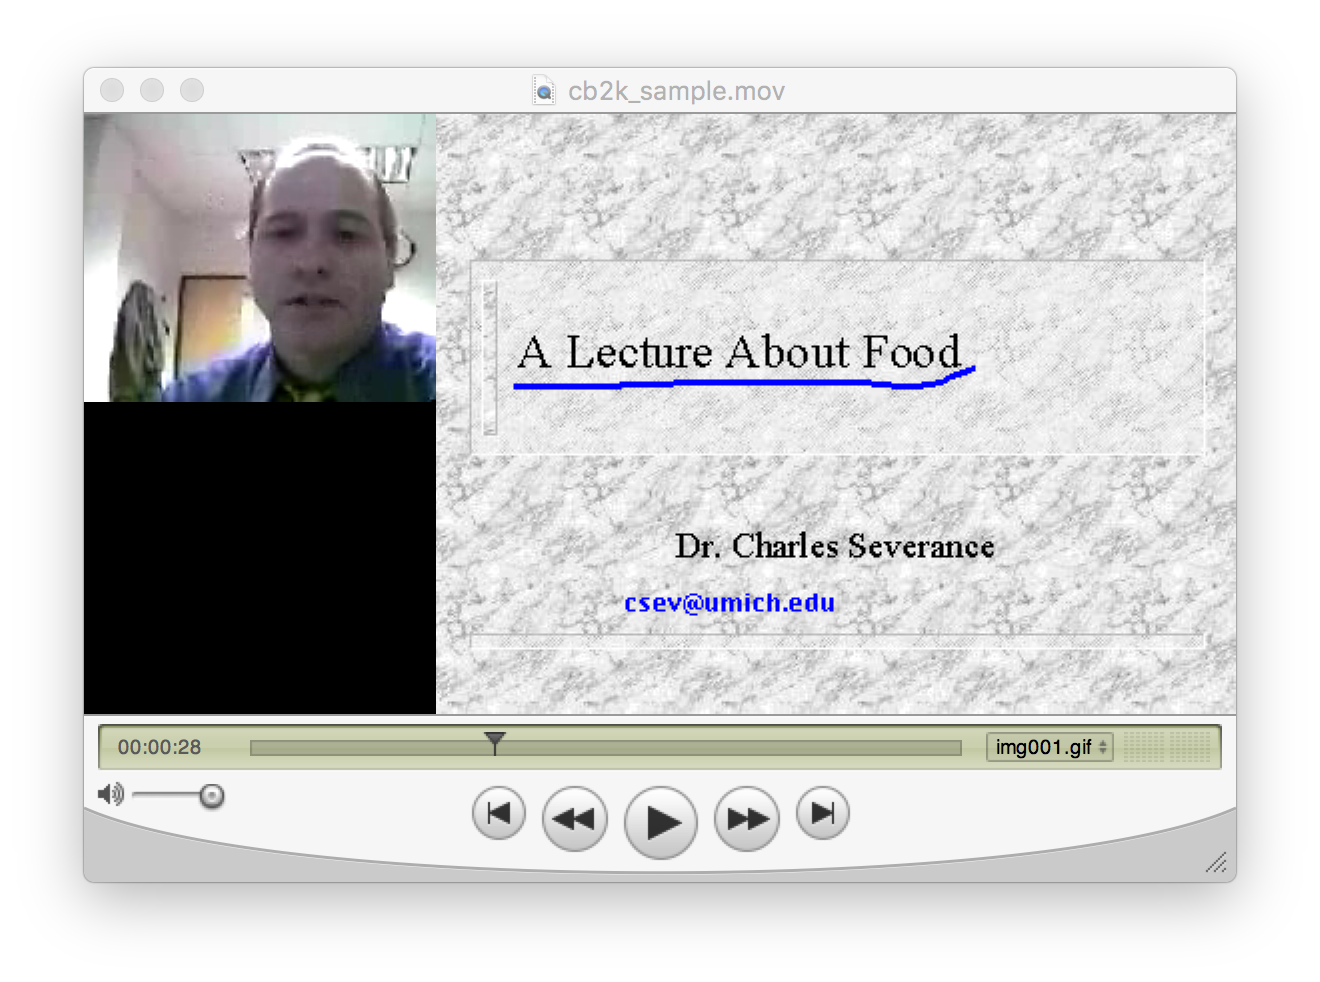 cb2k_sample.mov
A Lecture About Food
Dr. Charles Severance
csev@umich.edu
00:00:28
img001.gif